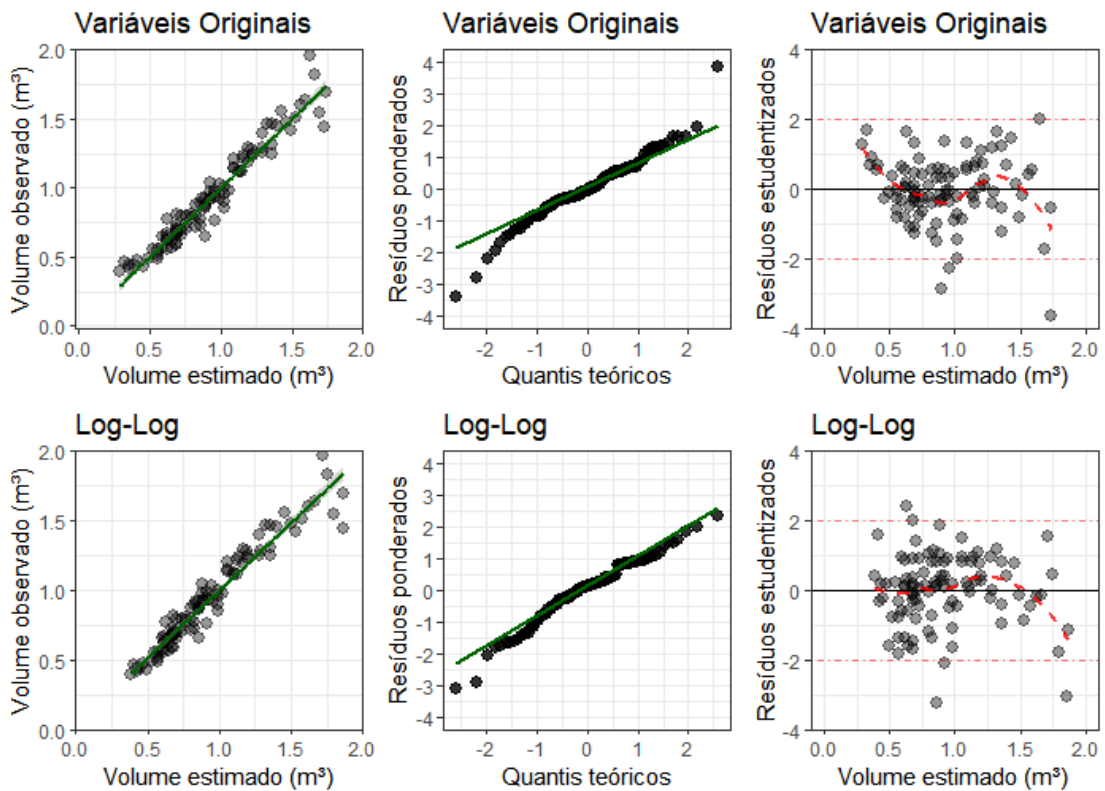 Variáveis Originais
Volume observado (m³)
2.0
1.5
1.0
0.5
0.0
0.0 0.5 1.0 1.5 2.0
Volume estimado (m³)
Variáveis Originais
Resíduos ponderados
4
3
2
1
0
-1
-2
-3
-4
-2 -1 0 1 2
Quantis teóricos
Variáveis Originais
Resíduos estudentizados
4
2
0
-2
-4
0.0 0.5 1.0 1.5 2.0
Volume estimado (m³)
Log-Log
Volume observado (m³)
2.0
1.5
1.0
0.5
0.0
0.0 0.5 1.0 1.5 2.0
Volume estimado (m³)
Log-Log
Resíduos ponderados
4
3
2
1
0
-1
-2
-3
-4
-2 -1 0 1 2
Quantis teóricos
Log-Log
Resíduos estudentizados
4
2
0
-2
-4
0.0 0.5 1.0 1.5 2.0
Volume estimado (m³)